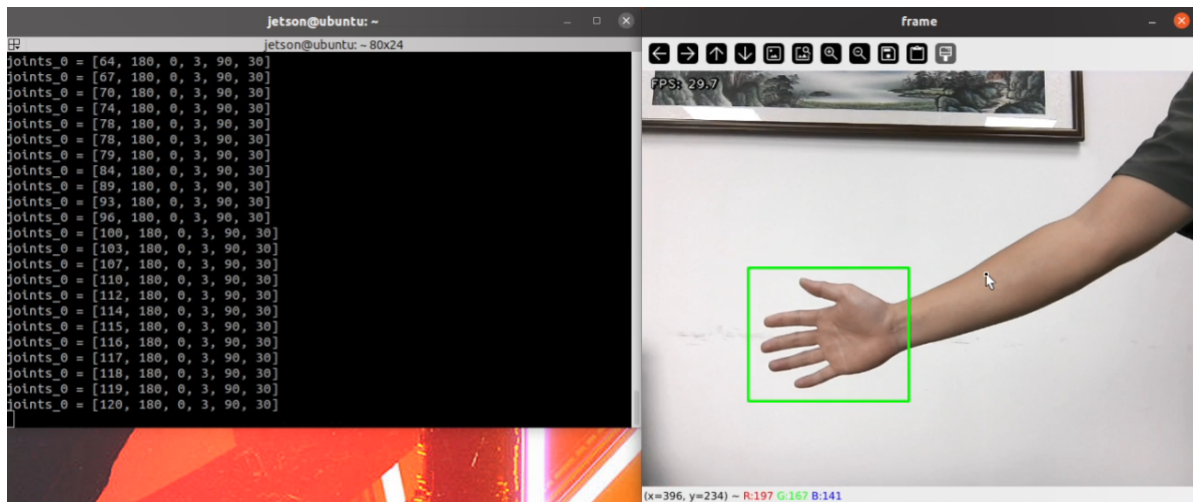 jetson@ubuntu: ~
jetson@ubuntu: ~ 80x24
joints_0 = [64, 180, 0, 3, 90, 30]
joints_0 = [67, 180, 0, 3, 90, 30]
joints_0 = [70, 180, 0, 3, 90, 30]
joints_0 = [74, 180, 0, 3, 90, 30]
joints_0 = [78, 180, 0, 3, 90, 30]
joints_0 = [78, 180, 0, 3, 90, 30]
joints_0 = [79, 180, 0, 3, 90, 30]
joints_0 = [84, 180, 0, 3, 90, 30]
joints_0 = [89, 180, 0, 3, 90, 30]
joints_0 = [93, 180, 0, 3, 90, 30]
joints_0 = [96, 180, 0, 3, 90, 30]
joints_0 = [100, 180, 0, 3, 90, 30]
joints_0 = [103, 180, 0, 3, 90, 30]
joints_0 = [107, 180, 0, 3, 90, 30]
joints_0 = [110, 180, 0, 3, 90, 30]
joints_0 = [112, 180, 0, 3, 90, 30]
joints_0 = [114, 180, 0, 3, 90, 30]
joints_0 = [115, 180, 0, 3, 90, 30]
joints_0 = [116, 180, 0, 3, 90, 30]
joints_0 = [117, 180, 0, 3, 90, 30]
joints_0 = [118, 180, 0, 3, 90, 30]
joints_0 = [119, 180, 0, 3, 90, 30]
joints_0 = [120, 180, 0, 3, 90, 30]
frame
FPS: 29.7
(x=396, y=234) ~ R:197 G:167 B:141